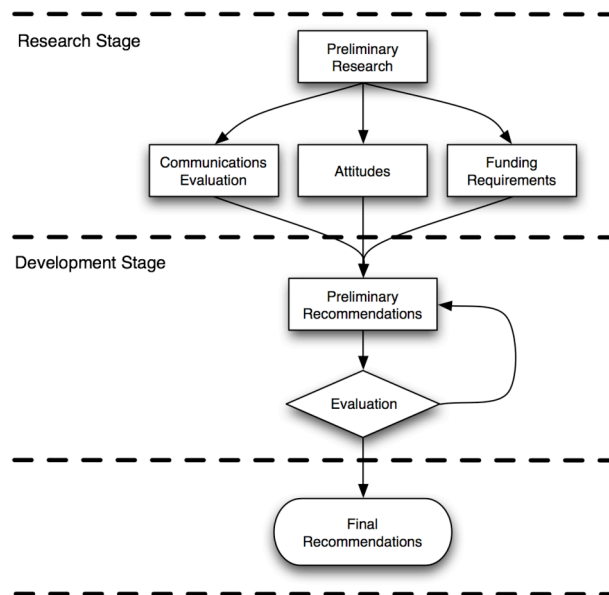 Research Stage
Preliminary
Research
Communications
Evaluation
Attitudes
Funding
Requirements
Development Stage
Preliminary
Recommendations
Evaluation
Final
Recommendations